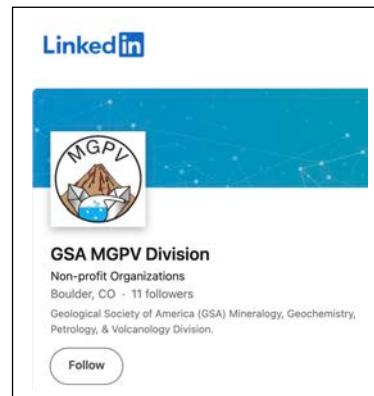 Linked in
MGPV
GSA MGPV Division
Non-profit Organizations
Boulder, CO · 11 followers
Geological Society of America (GSA) Mineralogy, Geochemistry,
Petrology, & Volcanology Division.
Follow